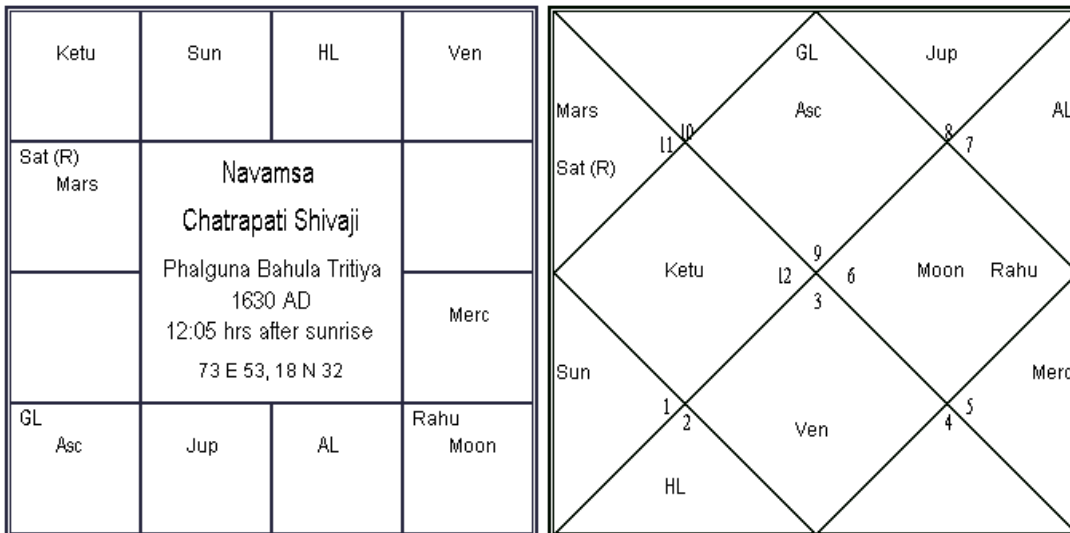 Ketu
Sun
HL
Ven
Sat (R)
Mars
Navamsa
Chatrapati Shivaji
Phalguna Bahula Tritiya
1630 AD
12:05 hrs after sunrise
73 E 53, 18 N 32
Merc
GL
Asc
Jup
AL
Rahu
Moon
GL
Jup
Mars
Asc
AL
10
8
11
7
Sat (R)
9
Ketu
12
6
Moon
Rahu
3
Sun
Merc
1
5
2
4
Ven
HL